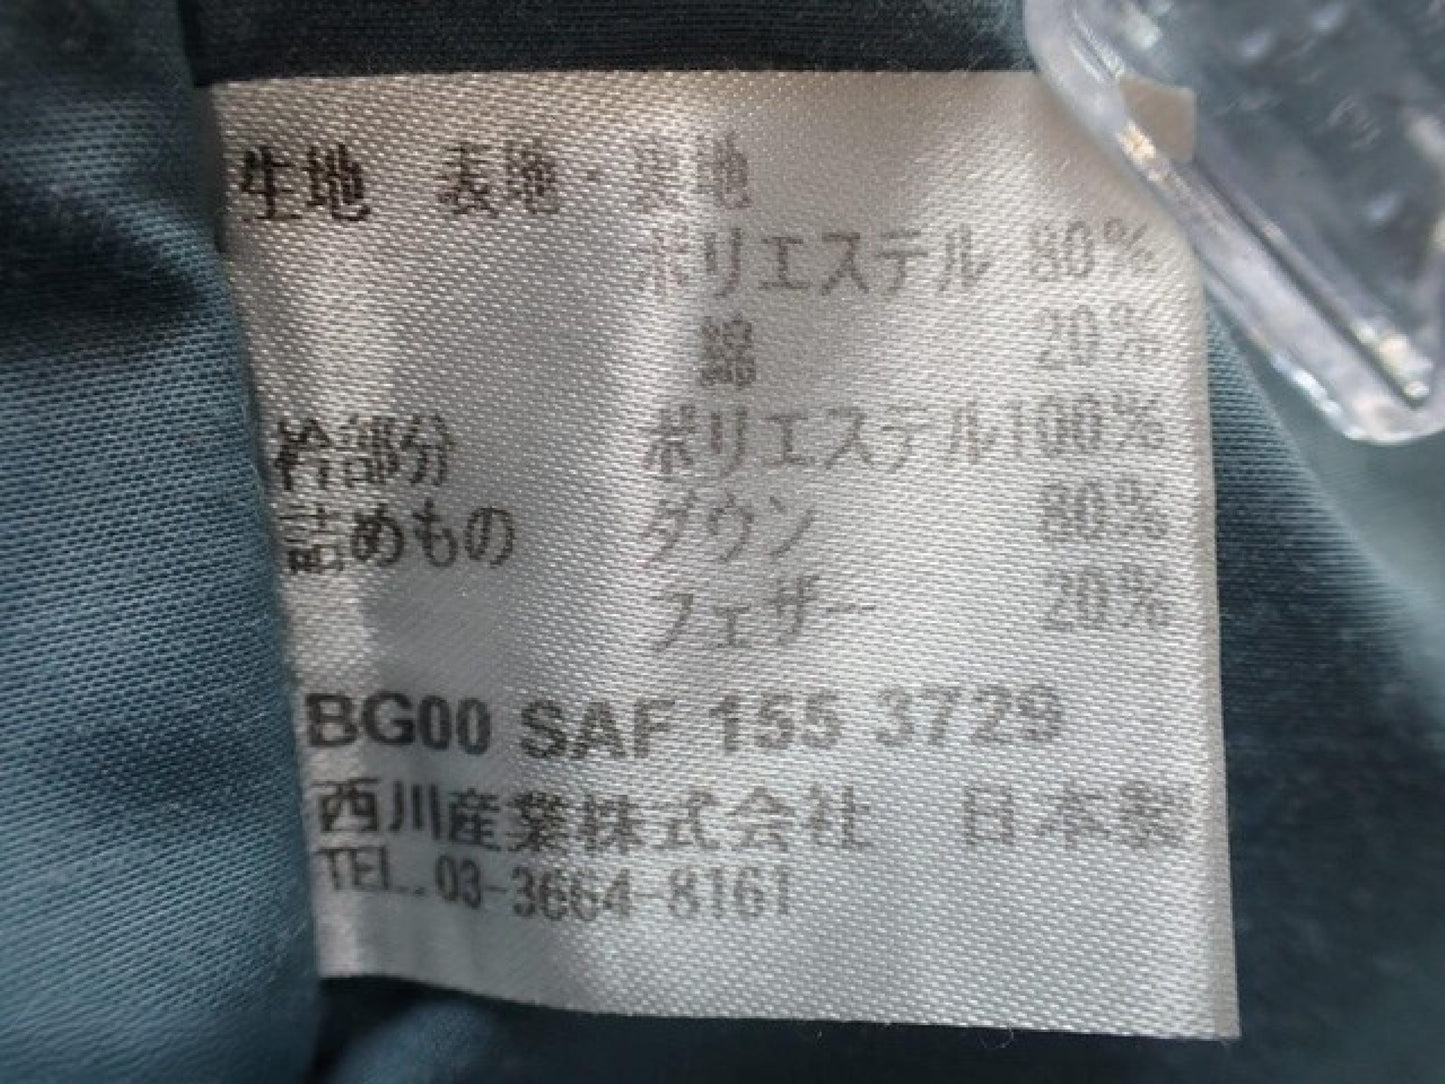 生地　表地・裏地
ポリエステル 80%
綿 20%
衿部分 ポリエステル100%
詰めもの ダウン 80%
フェザー 20%
BG00 SAF 155 3729
西川産業株式会社　日本製
TEL.03-3664-8161